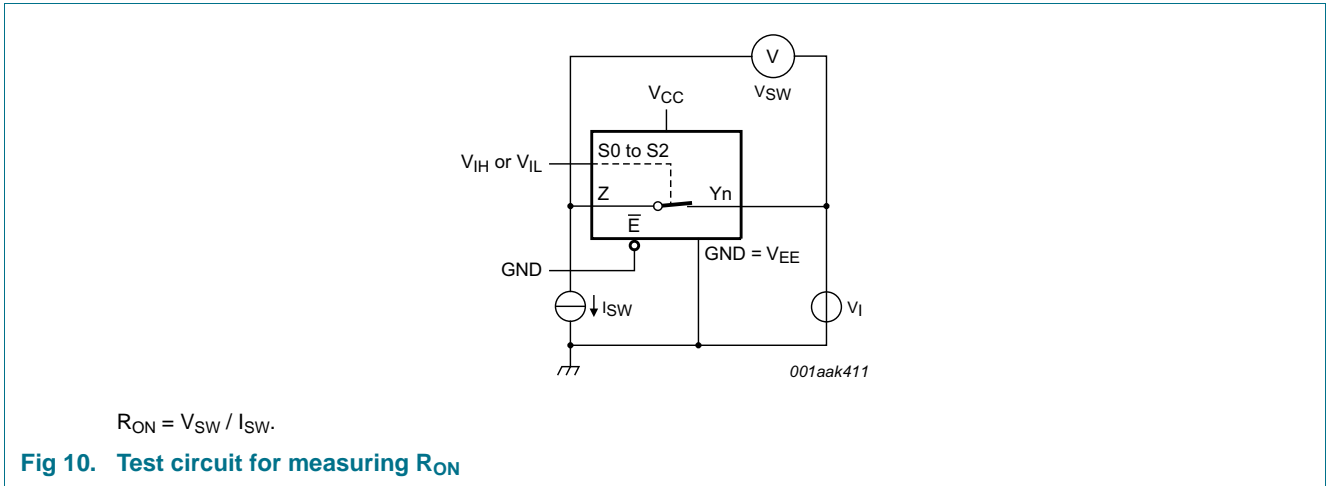 V
VSW
VCC
S0 to S2
VIH or VIL
Z
Yn
E
GND = VEE
GND
ISW
VI
001aak411
RON = VSW / ISW.
Fig 10. Test circuit for measuring RON